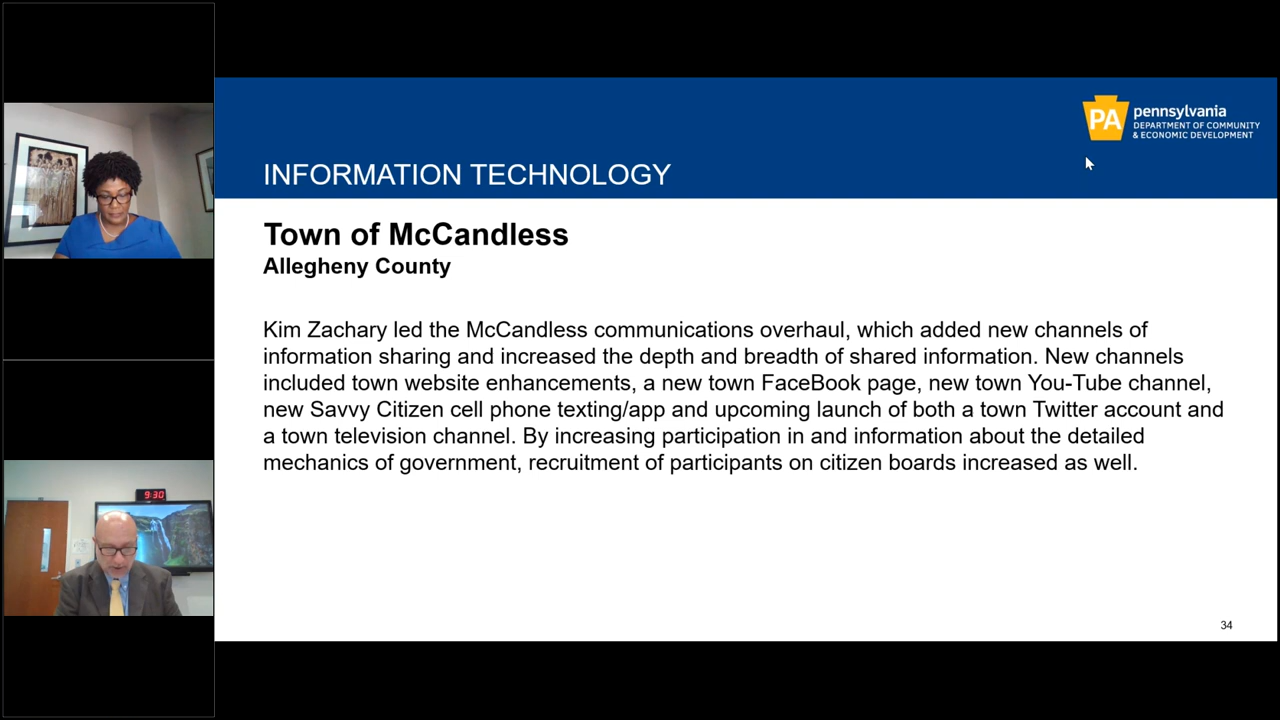 PA pennsylvania
DEPARTMENT OF COMMUNITY
& ECONOMIC DEVELOPMENT
INFORMATION TECHNOLOGY
Town of McCandless
Allegheny County
Kim Zachary led the McCandless communications overhaul, which added new channels of
information sharing and increased the depth and breadth of shared information. New channels
included town website enhancements, a new town FaceBook page, new town You-Tube channel,
new Savvy Citizen cell phone texting/app and upcoming launch of both a town Twitter account and
a town television channel. By increasing participation in and information about the detailed
mechanics of government, recruitment of participants on citizen boards increased as well.
9:30
34